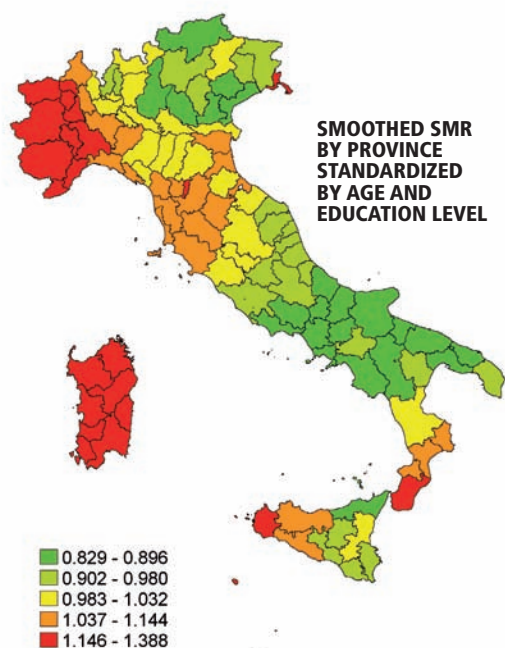 SMOOTHED SMR
BY PROVINCE
STANDARDIZED
BY AGE AND
EDUCATION LEVEL
0.829 - 0.896
0.902 - 0.980
0.983 - 1.032
1.037 - 1.144
1.146 - 1.388